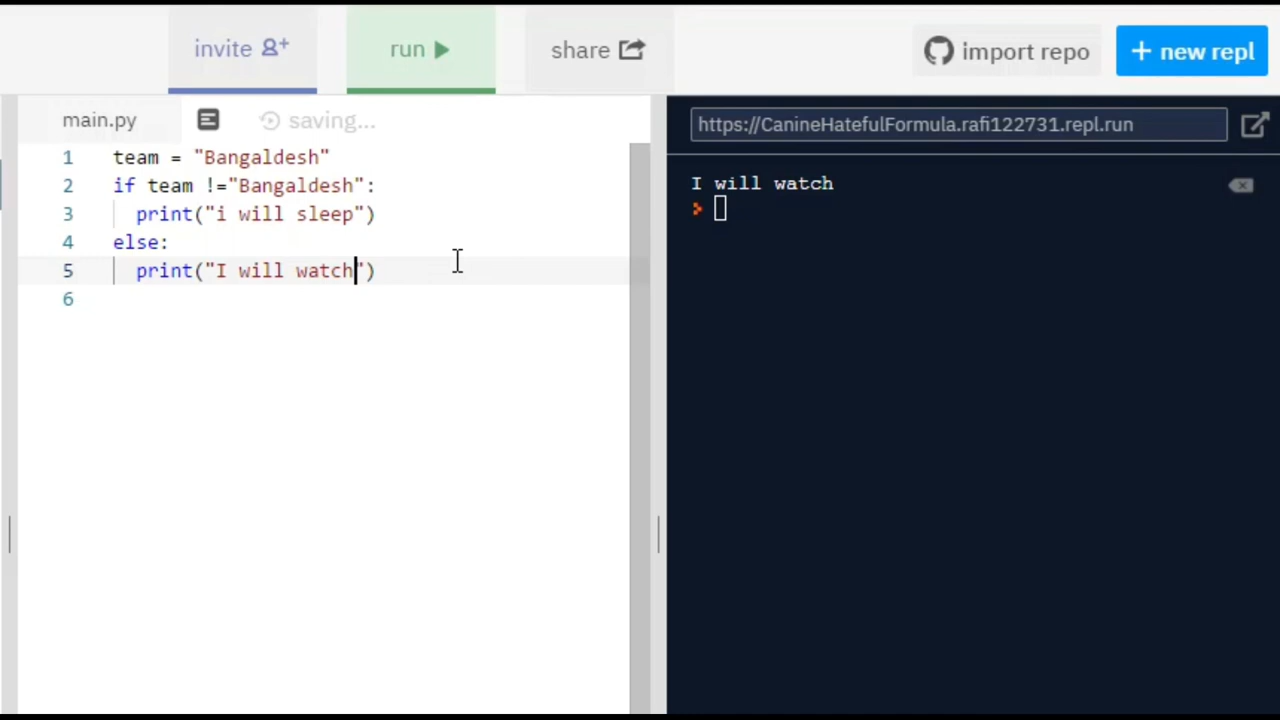 invite
run
share
import repo
+ new repl
main.py
saving...
https://CanineHatefulFormula.rafi122731.repl.run
1 team = "Bangaldesh"
2 if team !="Bangaldesh":
3 print("i will sleep")
4 else:
5 print("I will watch")
6
I will watch